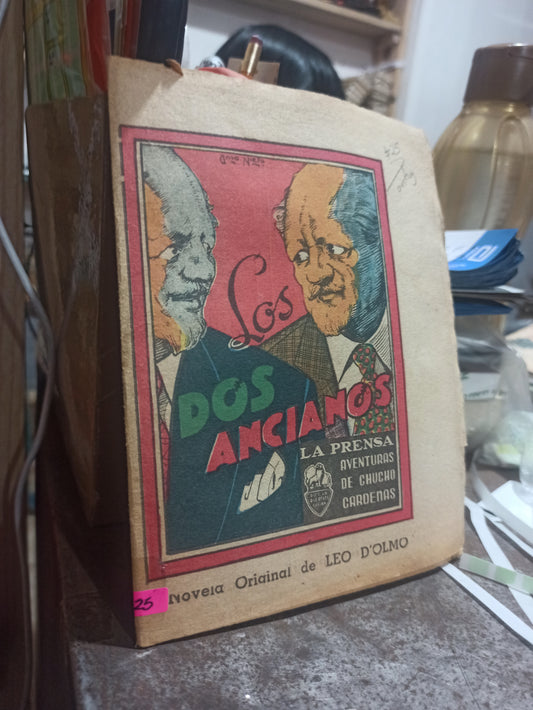 Los
DOS
ANCIANOS
LA PRENSA
AVENTURAS
DE CHUCHO
CARDENAS
Novela Original de LEO D'OLMO
25